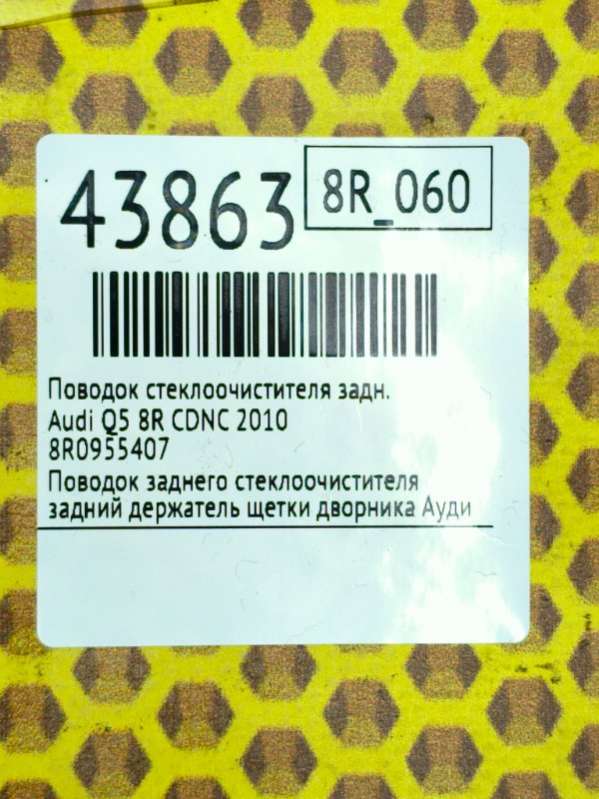 43863
8R_060
Поводок стеклоочистителя задн.
Audi Q5 8R CDNC 2010
8R0955407
Поводок заднего стеклоочистителя
задний держатель щетки дворника Ауди